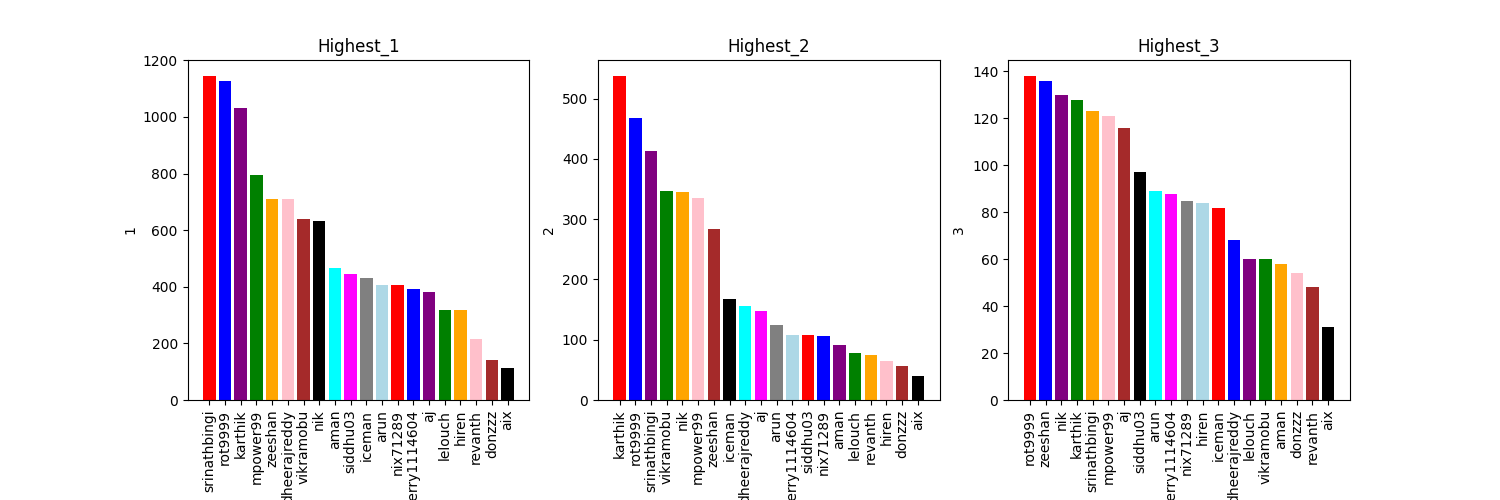 Highest_1
1200
1000
800
600
400
200
0
1
srinathbingi
rot9999
karthik
mpower99
zeeshan
dheerajreddy
vikramobu
nik
aman
siddhu03
iceman
arun
nix71289
erry1114604
aj
lelouch
hiren
revanth
donzzz
aix
Highest_2
500
400
300
200
100
0
2
karthik
rot9999
srinathbingi
vikramobu
nik
mpower99
zeeshan
iceman
dheerajreddy
aj
arun
erry1114604
siddhu03
nix71289
aman
lelouch
revanth
hiren
donzzz
aix
Highest_3
140
120
100
80
60
40
20
0
3
rot9999
zeeshan
nik
karthik
srinathbingi
mpower99
aj
siddhu03
arun
erry1114604
nix71289
hiren
iceman
dheerajreddy
lelouch
vikramobu
aman
donzzz
revanth
aix